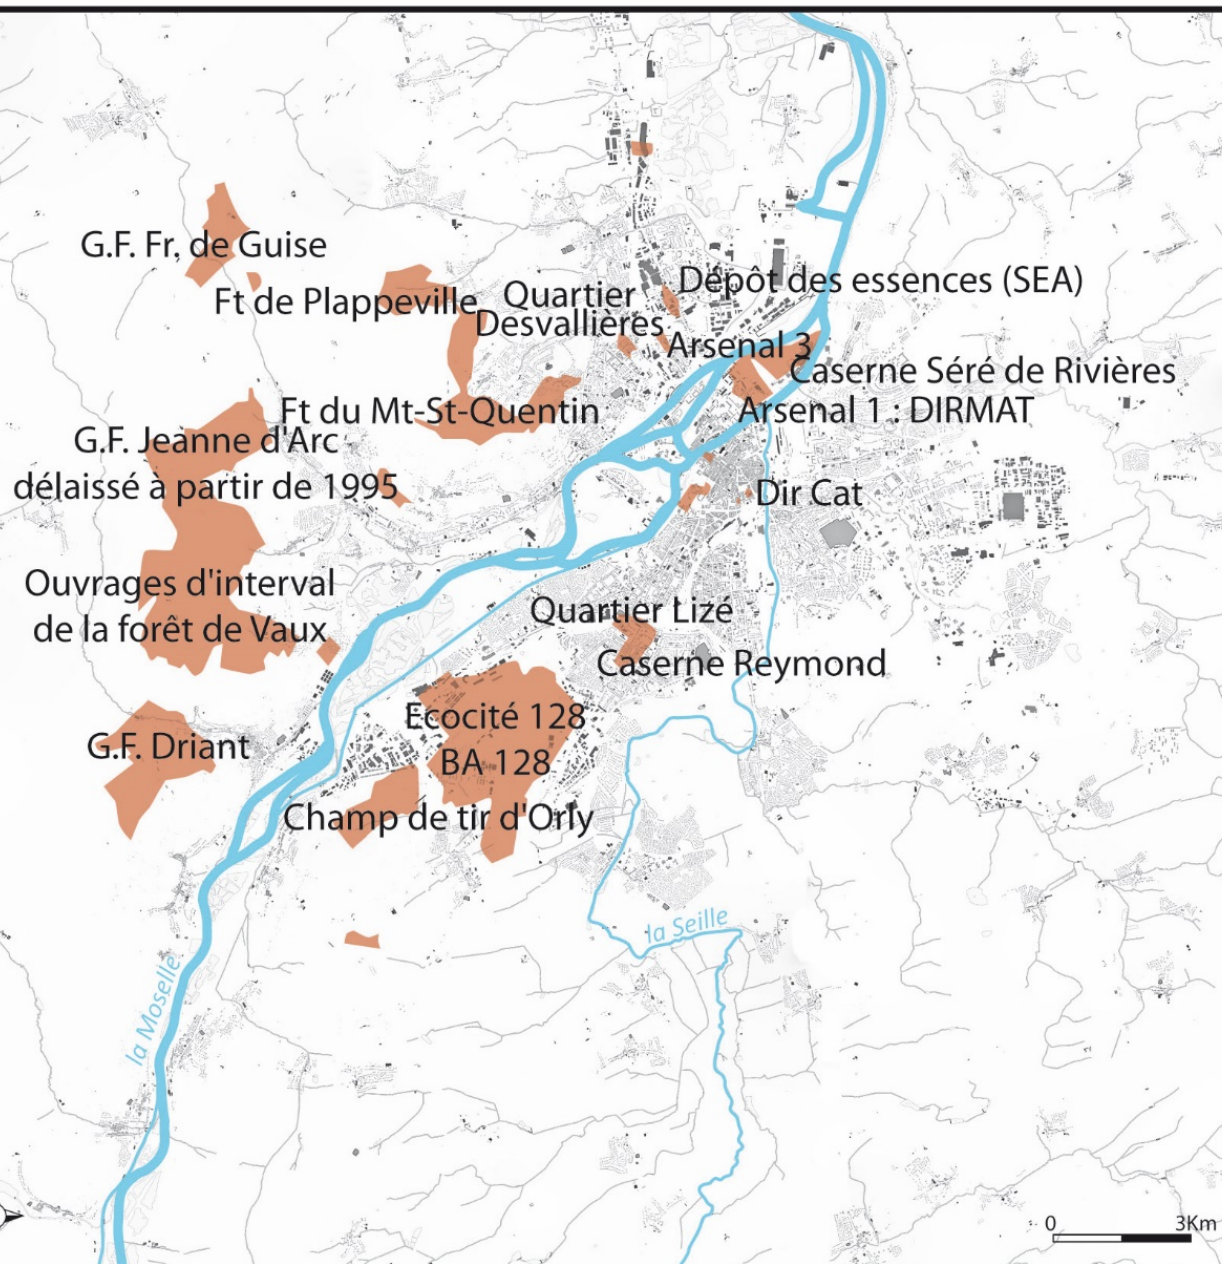 G.F. Fr. de Guise
Ft de Plappeville
Quartier
Desvallières
Dépôt des essences (SEA)
Arsenal 3
Caserne Séré de Rivières
Arsenal 1 : DIRMAT
Ft du Mt-St-Quentin
G.F. Jeanne d'Arc
délaissé à partir de 1995
Dir Cat
Ouvrages d'interval
de la forêt de Vaux
Quartier Lizé
Caserne Reymond
Ecocité 128
BA 128
G.F. Driant
Champ de tir d'Orly
la Seille
la Moselle
0 3Km